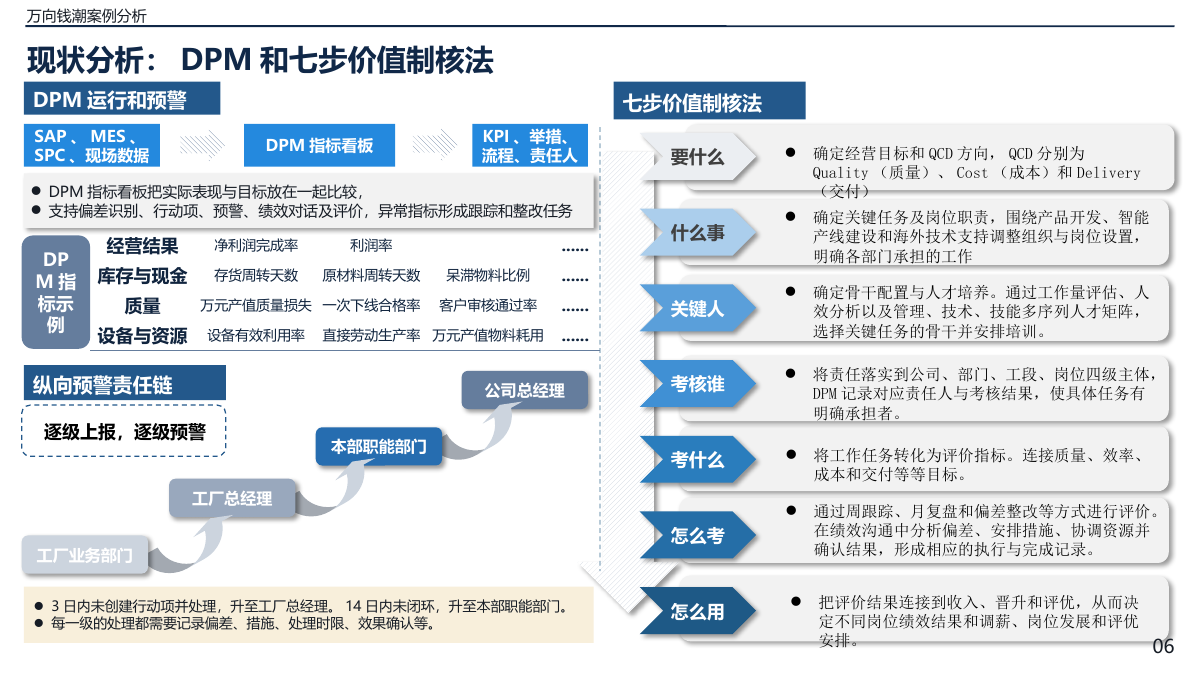 万向钱潮案例分析
现状分析： DPM 和七步价值制核法
DPM 运行和预警
SAP 、 MES 、
SPC 、现场数据
DPM 指标看板
KPI 、举措、
流程、责任人
● DPM 指标看板把实际表现与目标放在一起比较,
● 支持偏差识别、行动项、预警、绩效对话及评价，异常指标形成跟踪和整改任务
DP
M 指
标示
例
经营结果 净利润完成率 利润率 ……
库存与现金 存货周转天数 原材料周转天数 呆滞物料比例 ……
质量 万元产值质量损失 一次下线合格率 客户审核通过率 ……
设备与资源 设备有效利用率 直接劳动生产率 万元产值物料耗用 ……
纵向预警责任链
逐级上报，逐级预警
公司总经理
本部职能部门
工厂总经理
工厂业务部门
● 3 日内未创建行动项并处理，升至工厂总经理。 14 日内未闭环，升至本部职能部门。
● 每一级的处理都需要记录偏差、措施、处理时限、效果确认等。
七步价值制核法
要什么
● 确定经营目标和 QCD 方向， QCD 分别为
Quality （质量）、 Cost （成本）和 Delivery
（交付）
什么事
● 确定关键任务及岗位职责，围绕产品开发、智能
产线建设和海外技术支持调整组织与岗位设置，
明确各部门承担的工作
关键人
● 确定骨干配置与人才培养。通过工作量评估、人
效分析以及管理、技术、技能多序列人才矩阵，
选择关键任务的骨干并安排培训。
考核谁
● 将责任落实到公司、部门、工段、岗位四级主体，
DPM 记录对应责任人与考核结果，使具体任务有
明确承担者。
考什么
● 将工作任务转化为评价指标。连接质量、效率、
成本和交付等等目标。
怎么考
● 通过周跟踪、月复盘和偏差整改等方式进行评价。
在绩效沟通中分析偏差、安排措施、协调资源并
确认结果，形成相应的执行与完成记录。
怎么用
● 把评价结果连接到收入、晋升和评优，从而决
定不同岗位绩效结果和调薪、岗位发展和评优
安排。
06